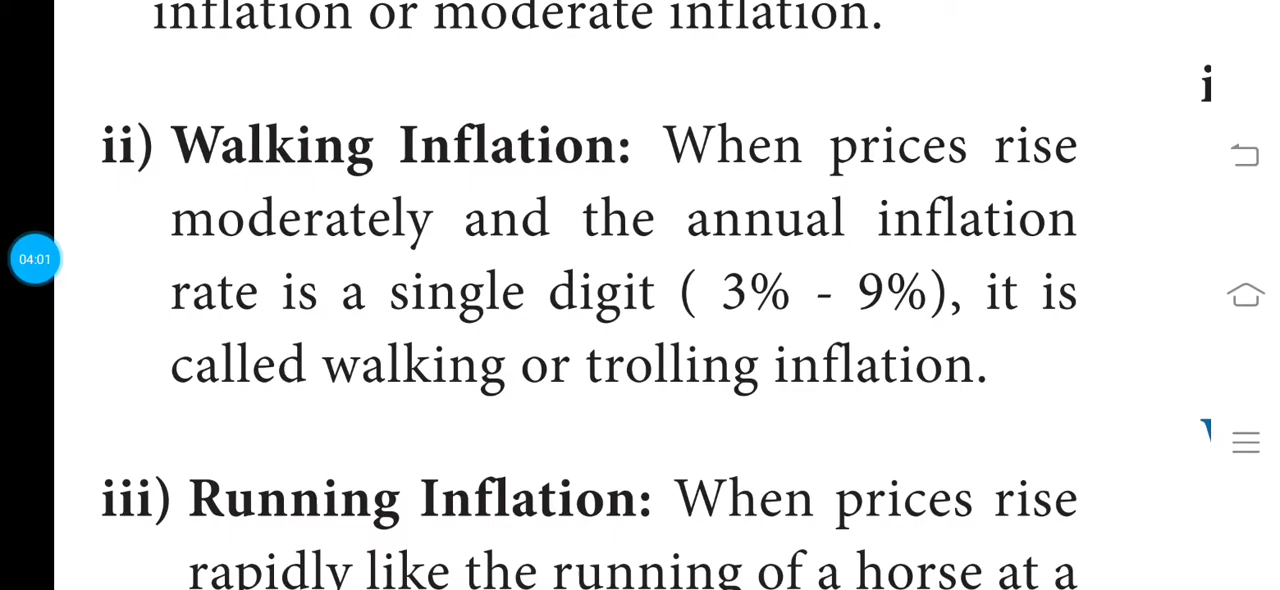 inflation or moderate inflation.
ii) Walking Inflation: When prices rise
moderately and the annual inflation
rate is a single digit ( 3% - 9%), it is
called walking or trolling inflation.
iii) Running Inflation: When prices rise
rapidly like the running of a horse at a
i
04:01